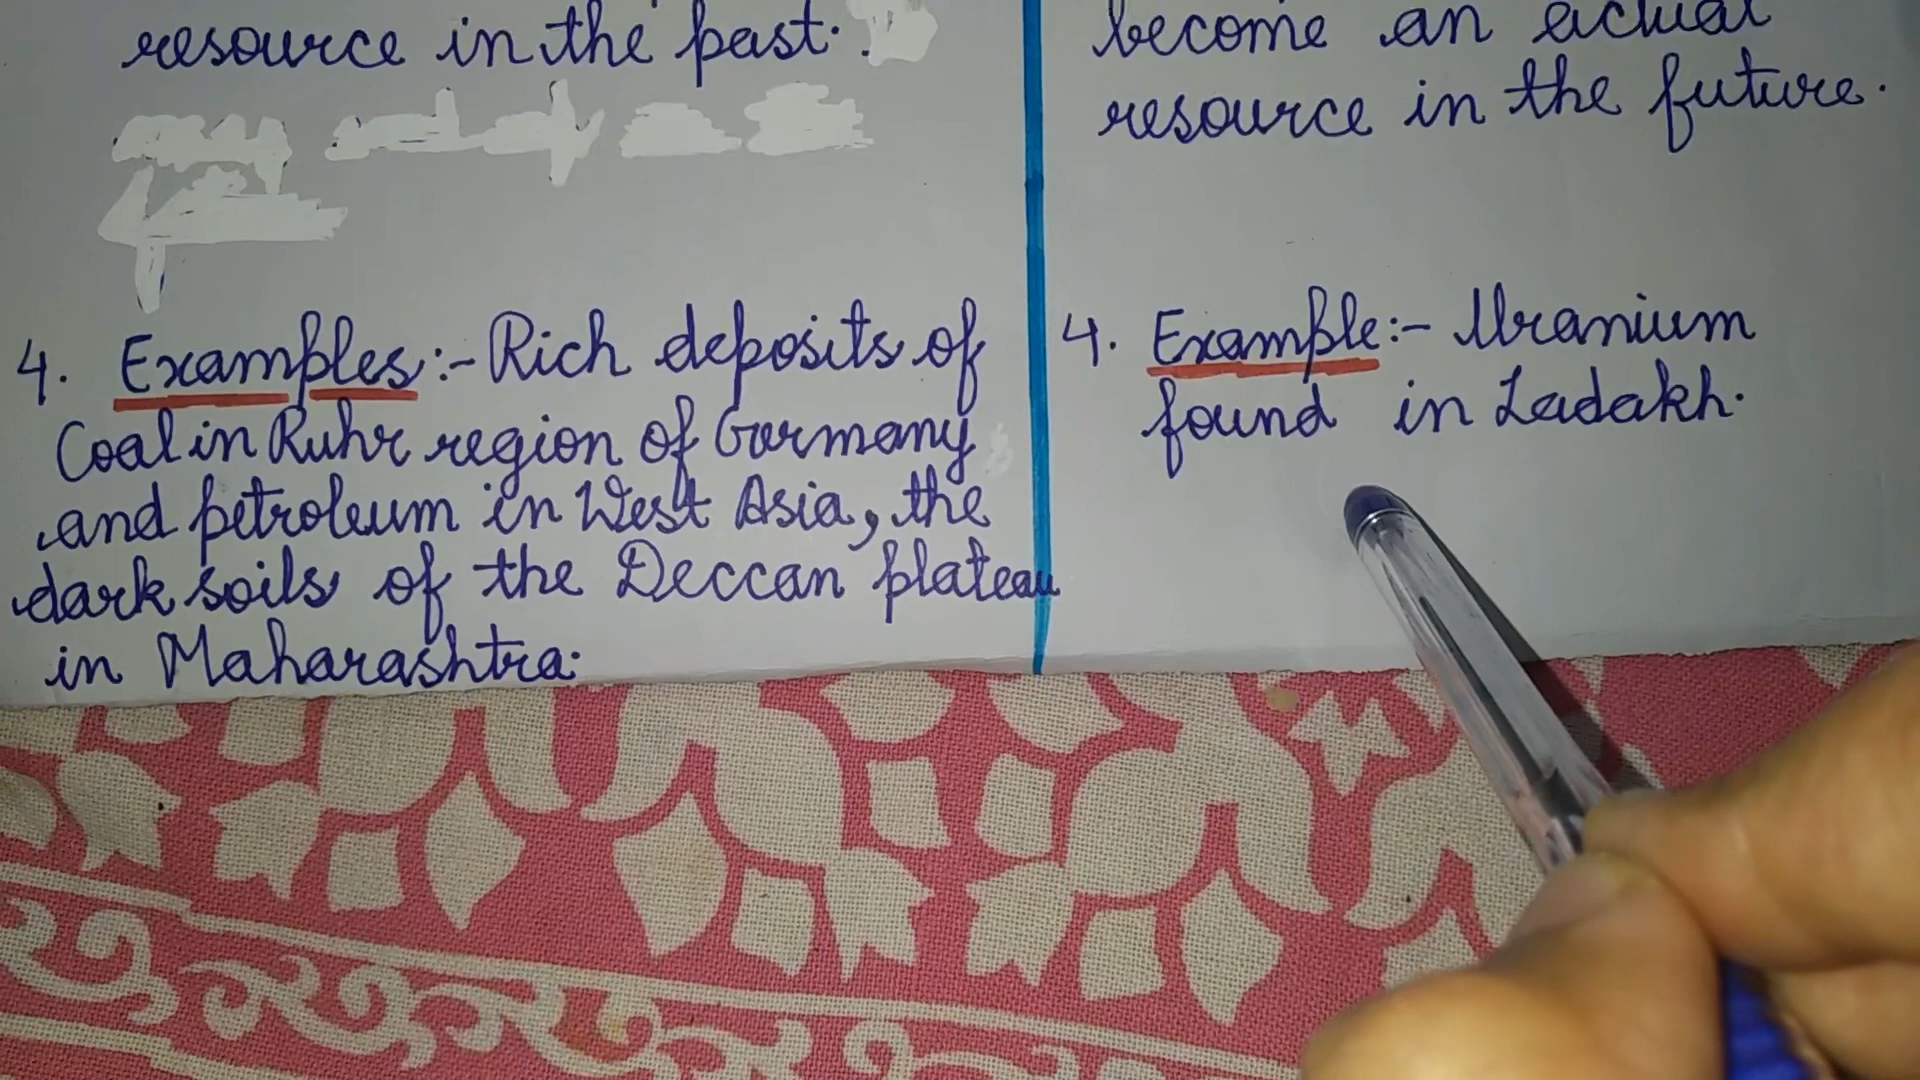 resource in the past.
4. Examples:- Rich deposits of
Coal in Ruhr region of Germany
and petroleum in West Asia, the
dark soils of the Deccan plateau
in Maharashtra.
become an actual
resource in the future.
4. Example:- Uranium
found in Ladakh.